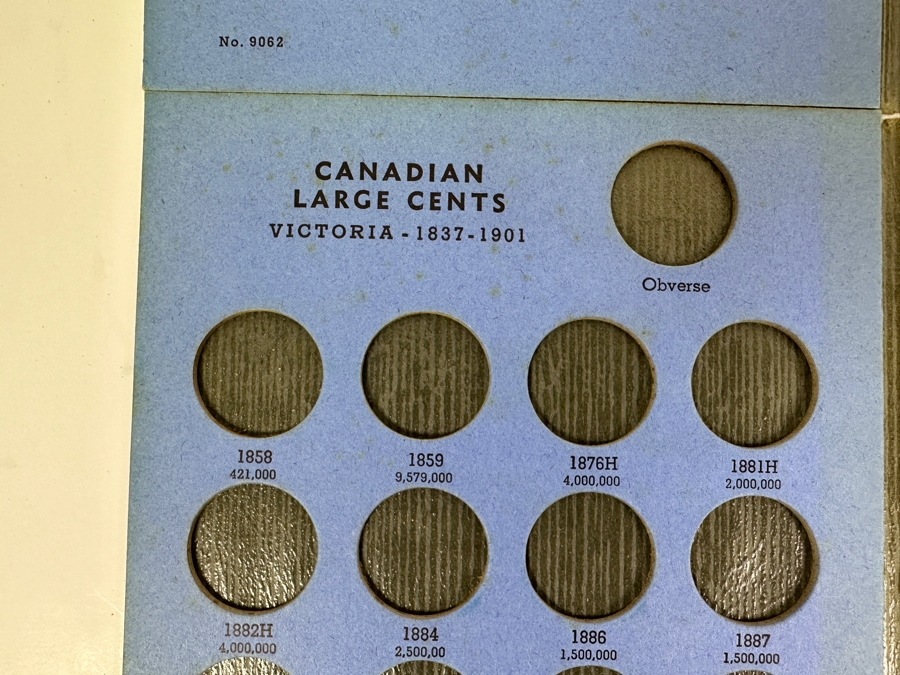 No. 9062
CANADIAN
LARGE CENTS
VICTORIA - 1837-1901
Obverse
1858 1859 1876H 1881H
421,000 9,579,000 4,000,000 2,000,000
1882H 1884 1886 1887
4,000,000 2,500,00 1,500,000 1,500,000